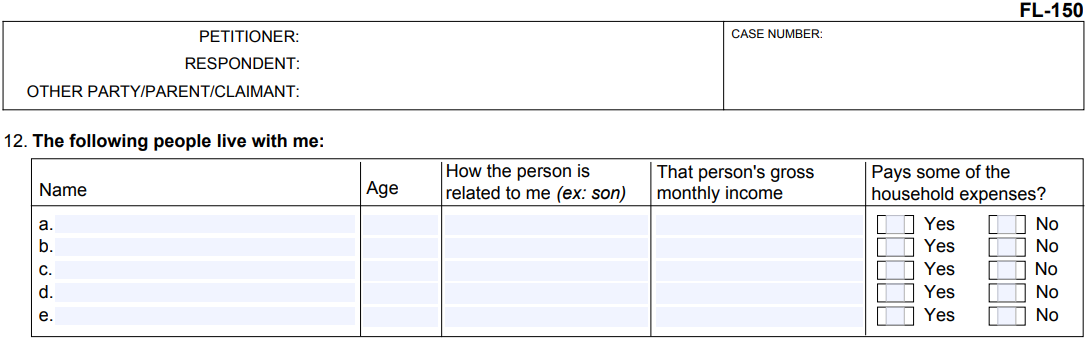 FL-150
PETITIONER:
RESPONDENT:
OTHER PARTY/PARENT/CLAIMANT:
CASE NUMBER:
12. The following people live with me:
Name
Age
How the person is
related to me (ex: son)
That person's gross
monthly income
Pays some of the
household expenses?
a. Yes No
b. Yes No
c. Yes No
d. Yes No
e. Yes No